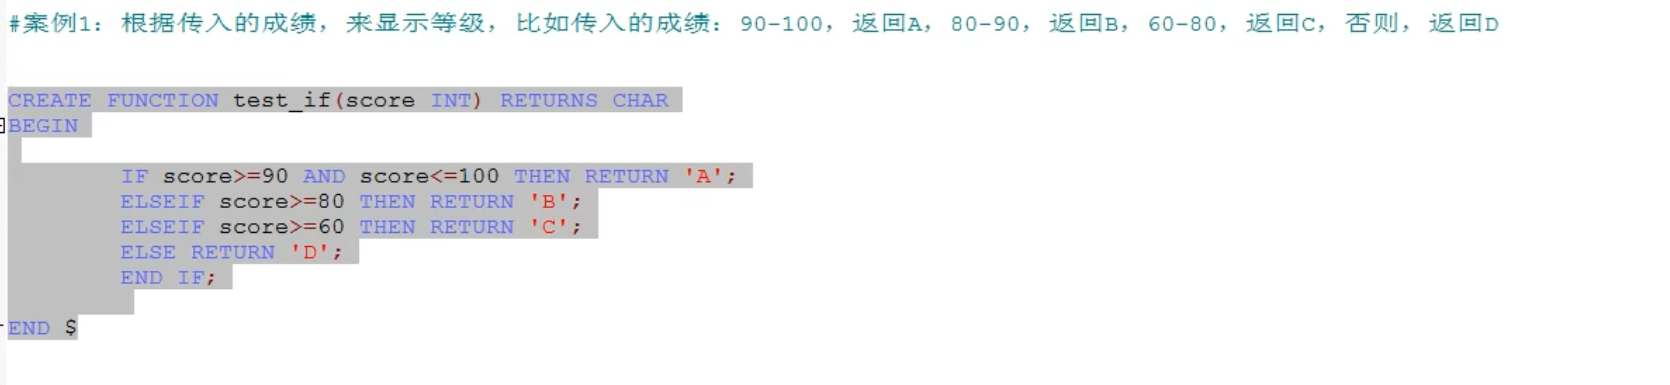 #案例1：根据传入的成绩，来显示等级，比如传入的成绩：90-100，返回A，80-90，返回B，60-80，返回C，否则，返回D
CREATE FUNCTION test_if(score INT) RETURNS CHAR
BEGIN
IF score>=90 AND score<=100 THEN RETURN 'A';
ELSEIF score>=80 THEN RETURN 'B';
ELSEIF score>=60 THEN RETURN 'C';
ELSE RETURN 'D';
END IF;
END $